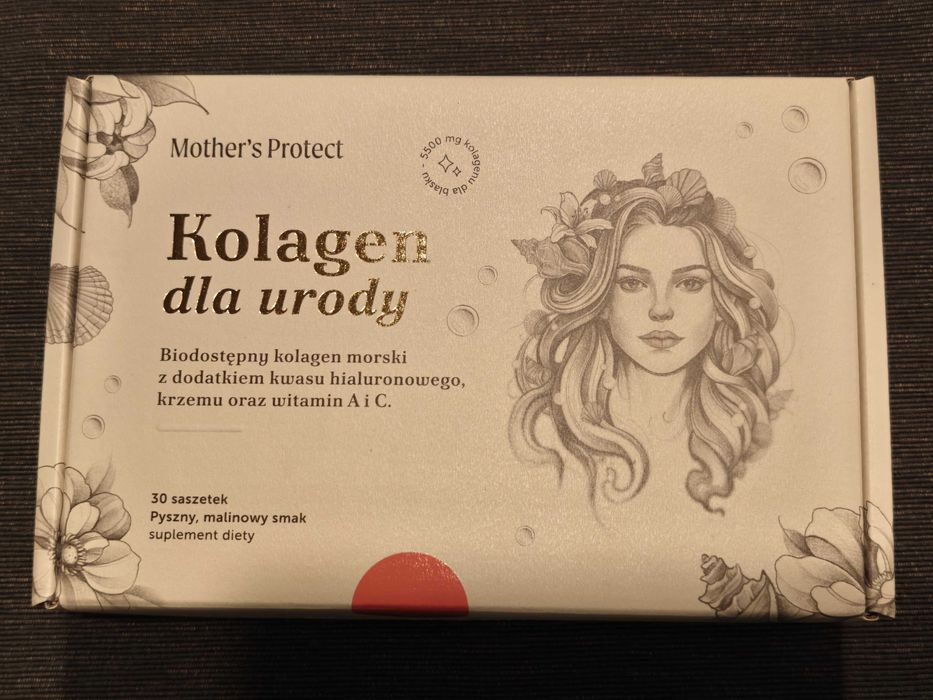 Mother's Protect
5500 mg kolagenu dla blasku -
Kolagen
dla urody
Biodostępny kolagen morski
z dodatkiem kwasu hialuronowego,
krzemu oraz witamin A i C.
30 saszetek
Pyszny, malinowy smak
suplement diety